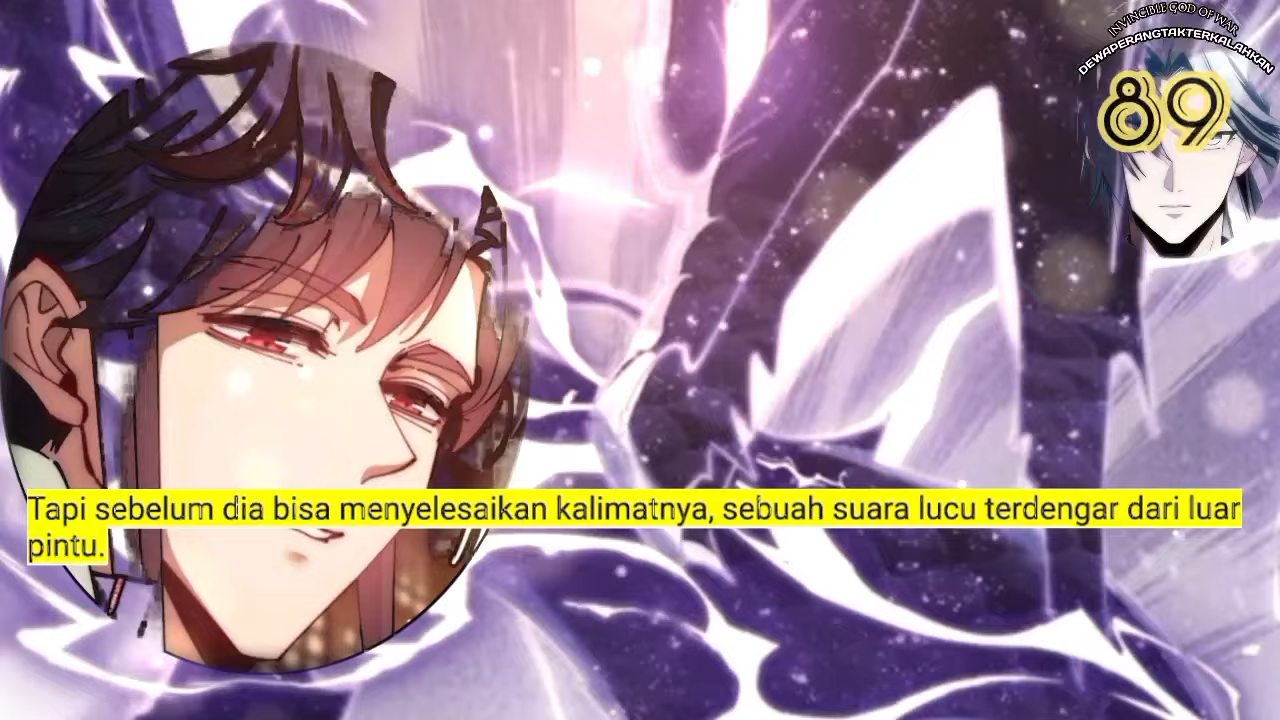 INVINCIBLE GOD OF WAR
DEWAPERANGTAKTERKALAHKAN
89
Tapi sebelum dia bisa menyelesaikan kalimatnya, sebuah suara lucu terdengar dari luar
pintu.